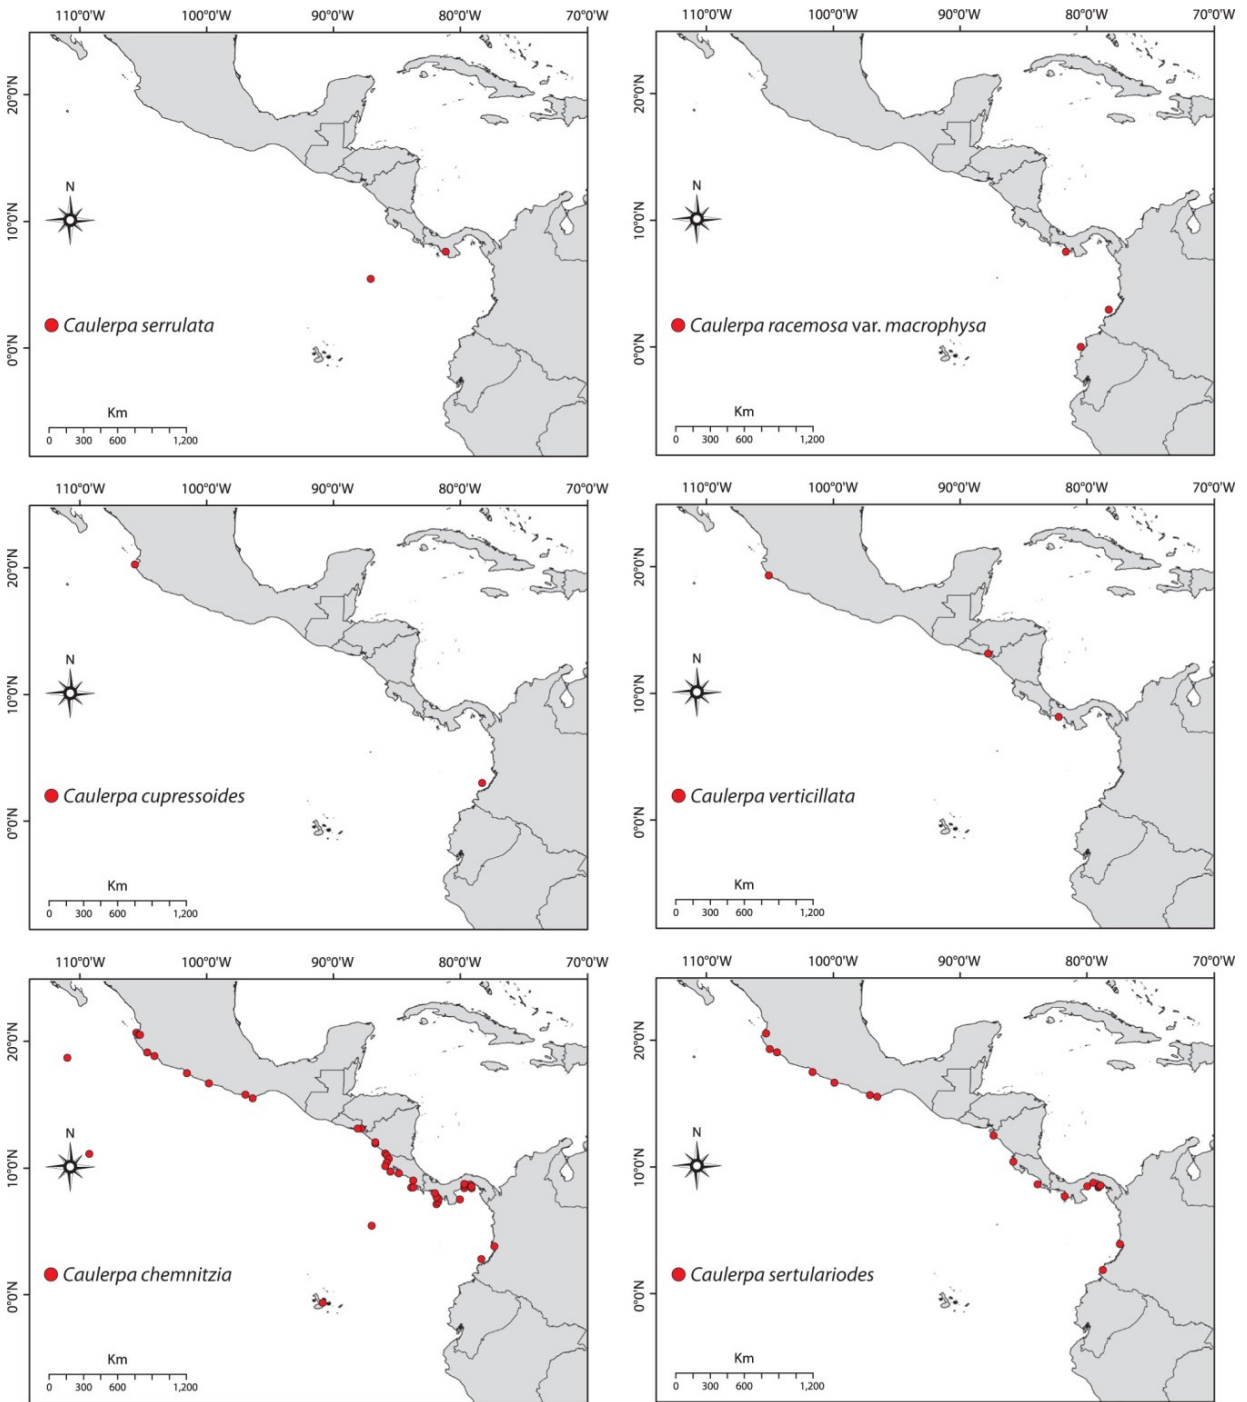 110°0'W 100°0'W 90°0'W 80°0'W 70°0'W
20°0'N
10°0'N
0°0'N
N
Caulerpa serrulata
Km
0 300 600 1,200
110°0'W 100°0'W 90°0'W 80°0'W 70°0'W
20°0'N
10°0'N
0°0'N
N
Caulerpa racemosa var. macrophysa
Km
0 300 600 1,200
110°0'W 100°0'W 90°0'W 80°0'W 70°0'W
20°0'N
10°0'N
0°0'N
N
Caulerpa cupressoides
Km
0 300 600 1,200
110°0'W 100°0'W 90°0'W 80°0'W 70°0'W
20°0'N
10°0'N
0°0'N
N
Caulerpa verticillata
Km
0 300 600 1,200
110°0'W 100°0'W 90°0'W 80°0'W 70°0'W
20°0'N
10°0'N
0°0'N
N
Caulerpa chemnitzia
Km
0 300 600 1,200
110°0'W 100°0'W 90°0'W 80°0'W 70°0'W
20°0'N
10°0'N
0°0'N
N
Caulerpa sertulariodes
Km
0 300 600 1,200